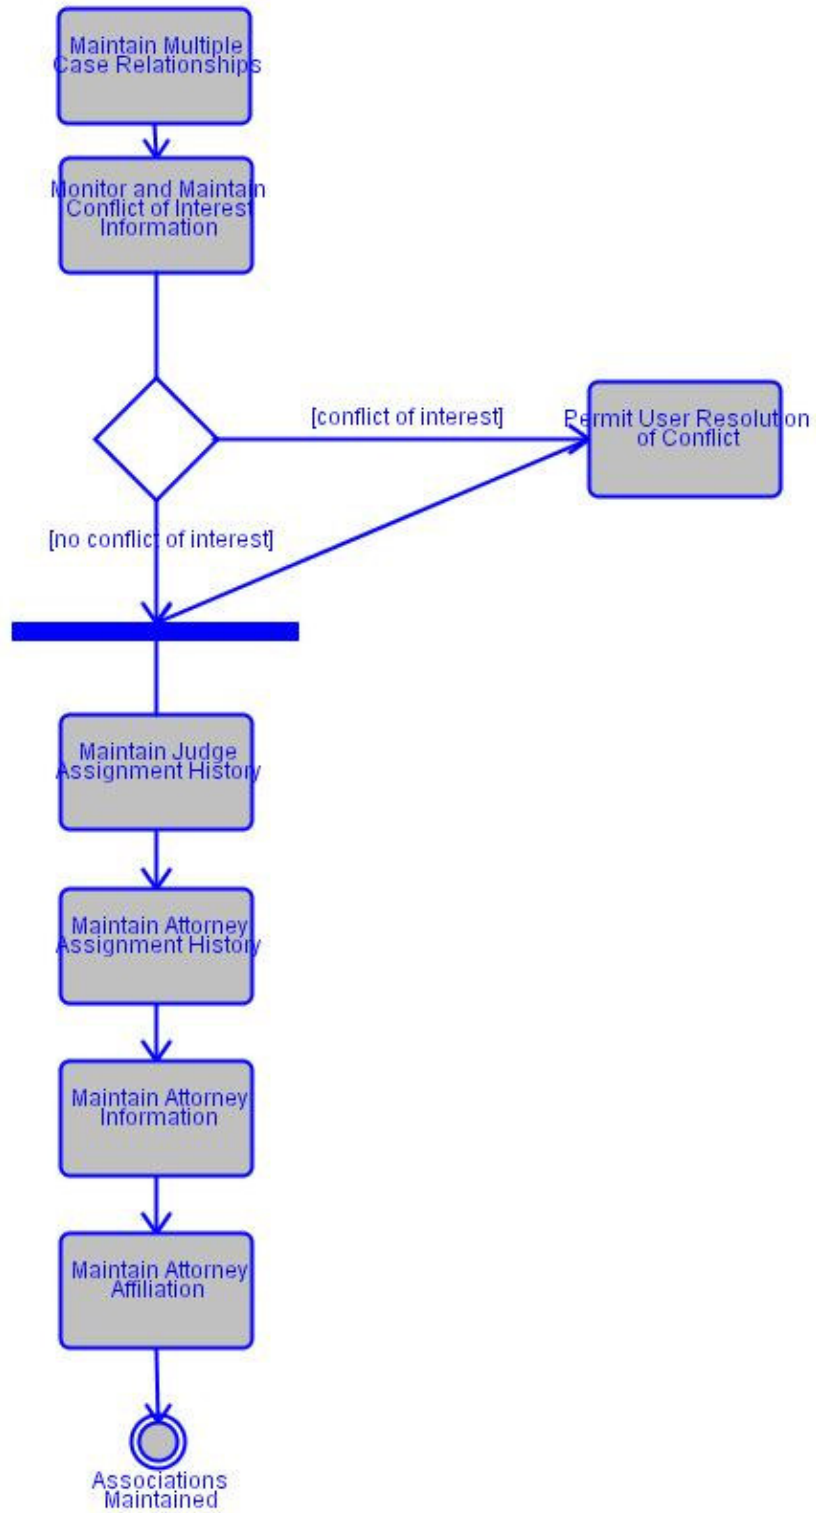 Maintain Multiple
Case Relationships
Monitor and Maintain
Conflict of Interest
Information
[conflict of interest]
Permit User Resolution
of Conflict
[no conflict of interest]
Maintain Judge
Assignment History
Maintain Attorney
Assignment History
Maintain Attorney
Information
Maintain Attorney
Affiliation
Associations
Maintained